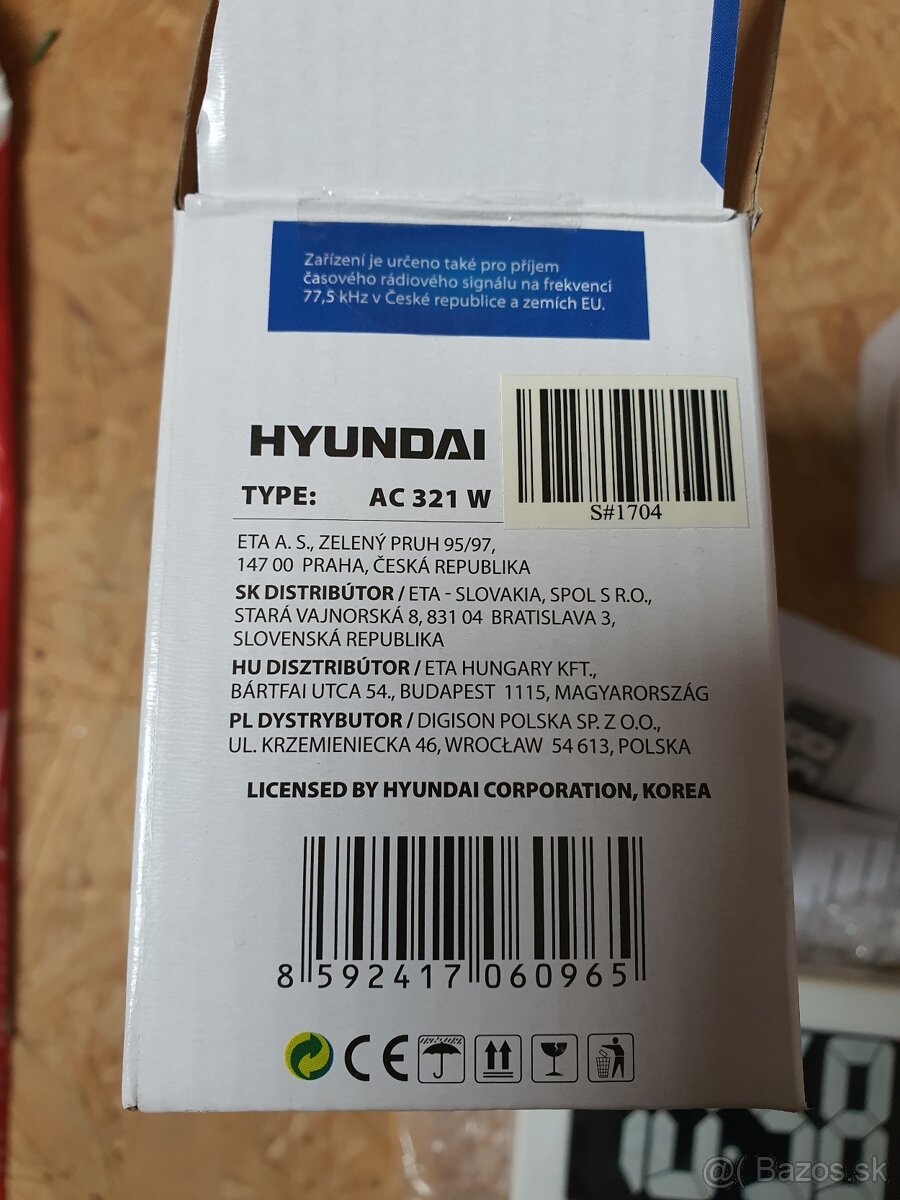 Zařízení je určeno také pro příjem
časového rádiového signálu na frekvenci
77,5 kHz v České republice a zemích EU.
HYUNDAI
TYPE: AC 321 W
S#1704
ETA A. S., ZELENÝ PRUH 95/97,
147 00 PRAHA, ČESKÁ REPUBLIKA
SK DISTRIBÚTOR / ETA - SLOVAKIA, SPOL S R.O.,
STARÁ VAJNORSKÁ 8, 831 04 BRATISLAVA 3,
SLOVENSKÁ REPUBLIKA
HU DISZTRIBÚTOR / ETA HUNGARY KFT.,
BÁRTFAI UTCA 54., BUDAPEST 1115, MAGYARORSZÁG
PL DYSTRYBUTOR / DIGISON POLSKA SP. Z O.O.,
UL. KRZEMIENIECKA 46, WROCŁAW 54 613, POLSKA
LICENSED BY HYUNDAI CORPORATION, KOREA
8 592417 060965
CE
@( Bazos.sk